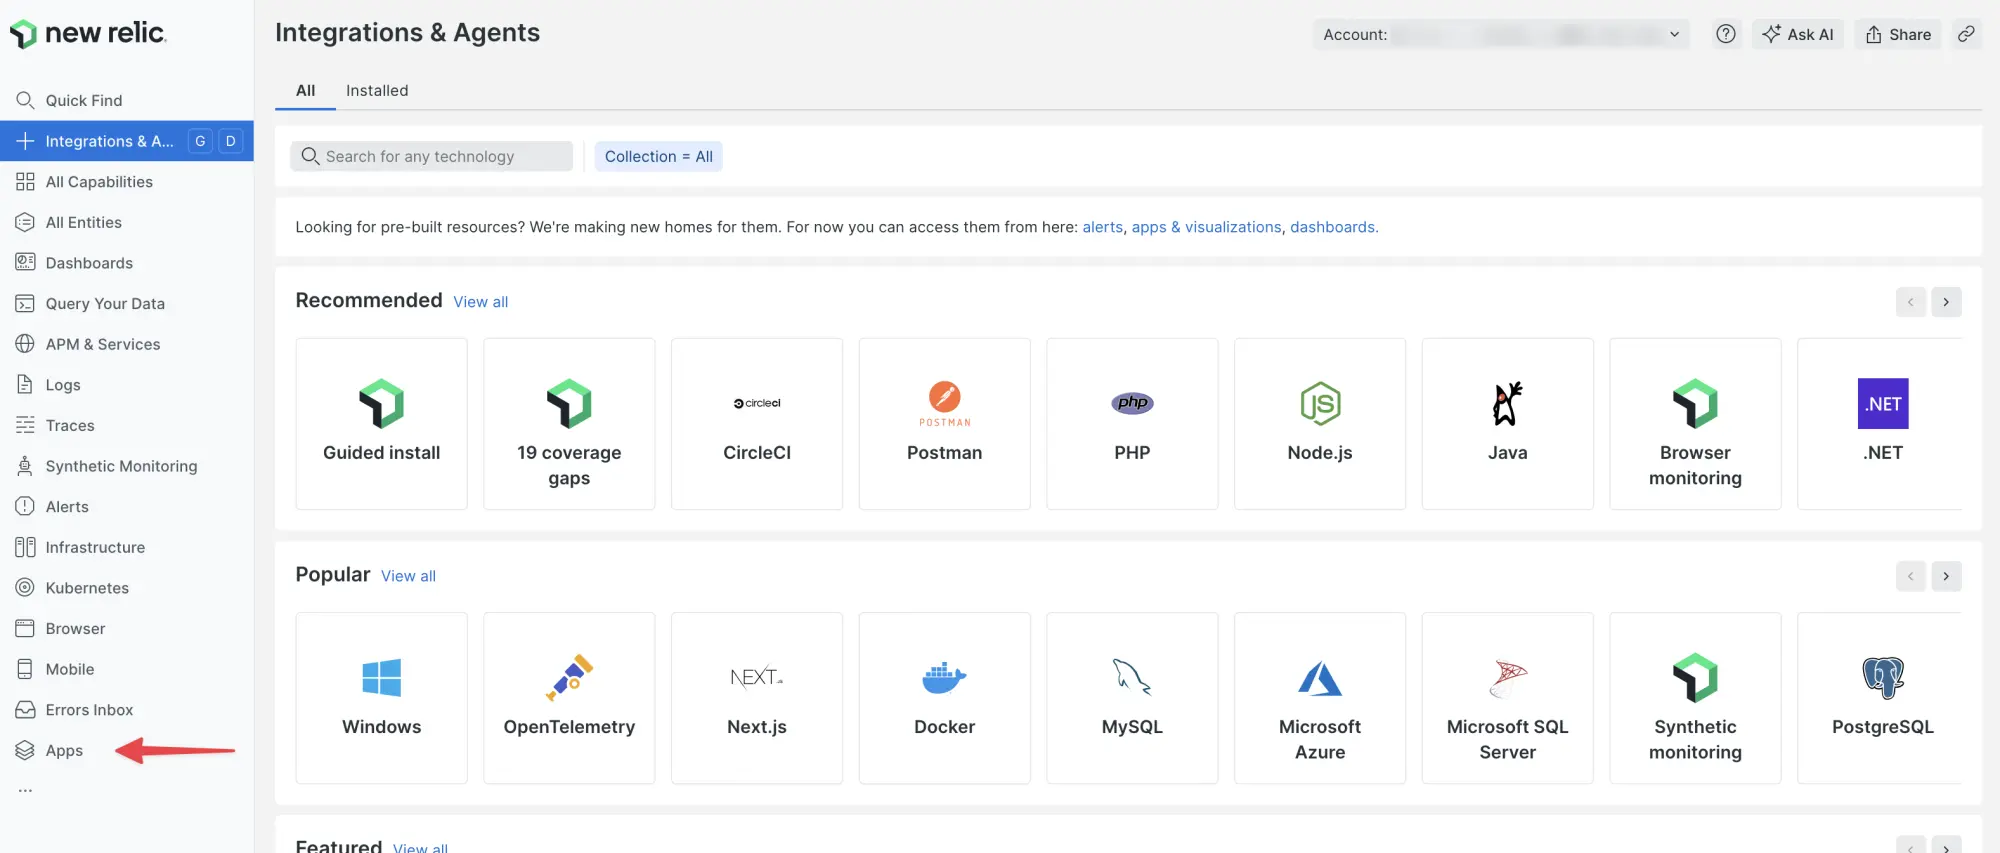 new relic.
Quick Find
Integrations & A... G D
All Capabilities
All Entities
Dashboards
Query Your Data
APM & Services
Logs
Traces
Synthetic Monitoring
Alerts
Infrastructure
Kubernetes
Browser
Mobile
Errors Inbox
Apps
...
Integrations & Agents
Account:
Ask AI
Share
All Installed
Search for any technology
Collection = All
Looking for pre-built resources? We're making new homes for them. For now you can access them from here: alerts, apps & visualizations, dashboards.
Recommended View all
Guided install
19 coverage
gaps
circleci
CircleCI
POSTMAN
Postman
php
PHP
JS
Node.js
Java
Browser
monitoring
.NET
.NET
Popular View all
Windows
OpenTelemetry
NEXT.JS
Next.js
Docker
MySQL
Microsoft
Azure
Microsoft SQL
Server
Synthetic
monitoring
PostgreSQL
Featured View all